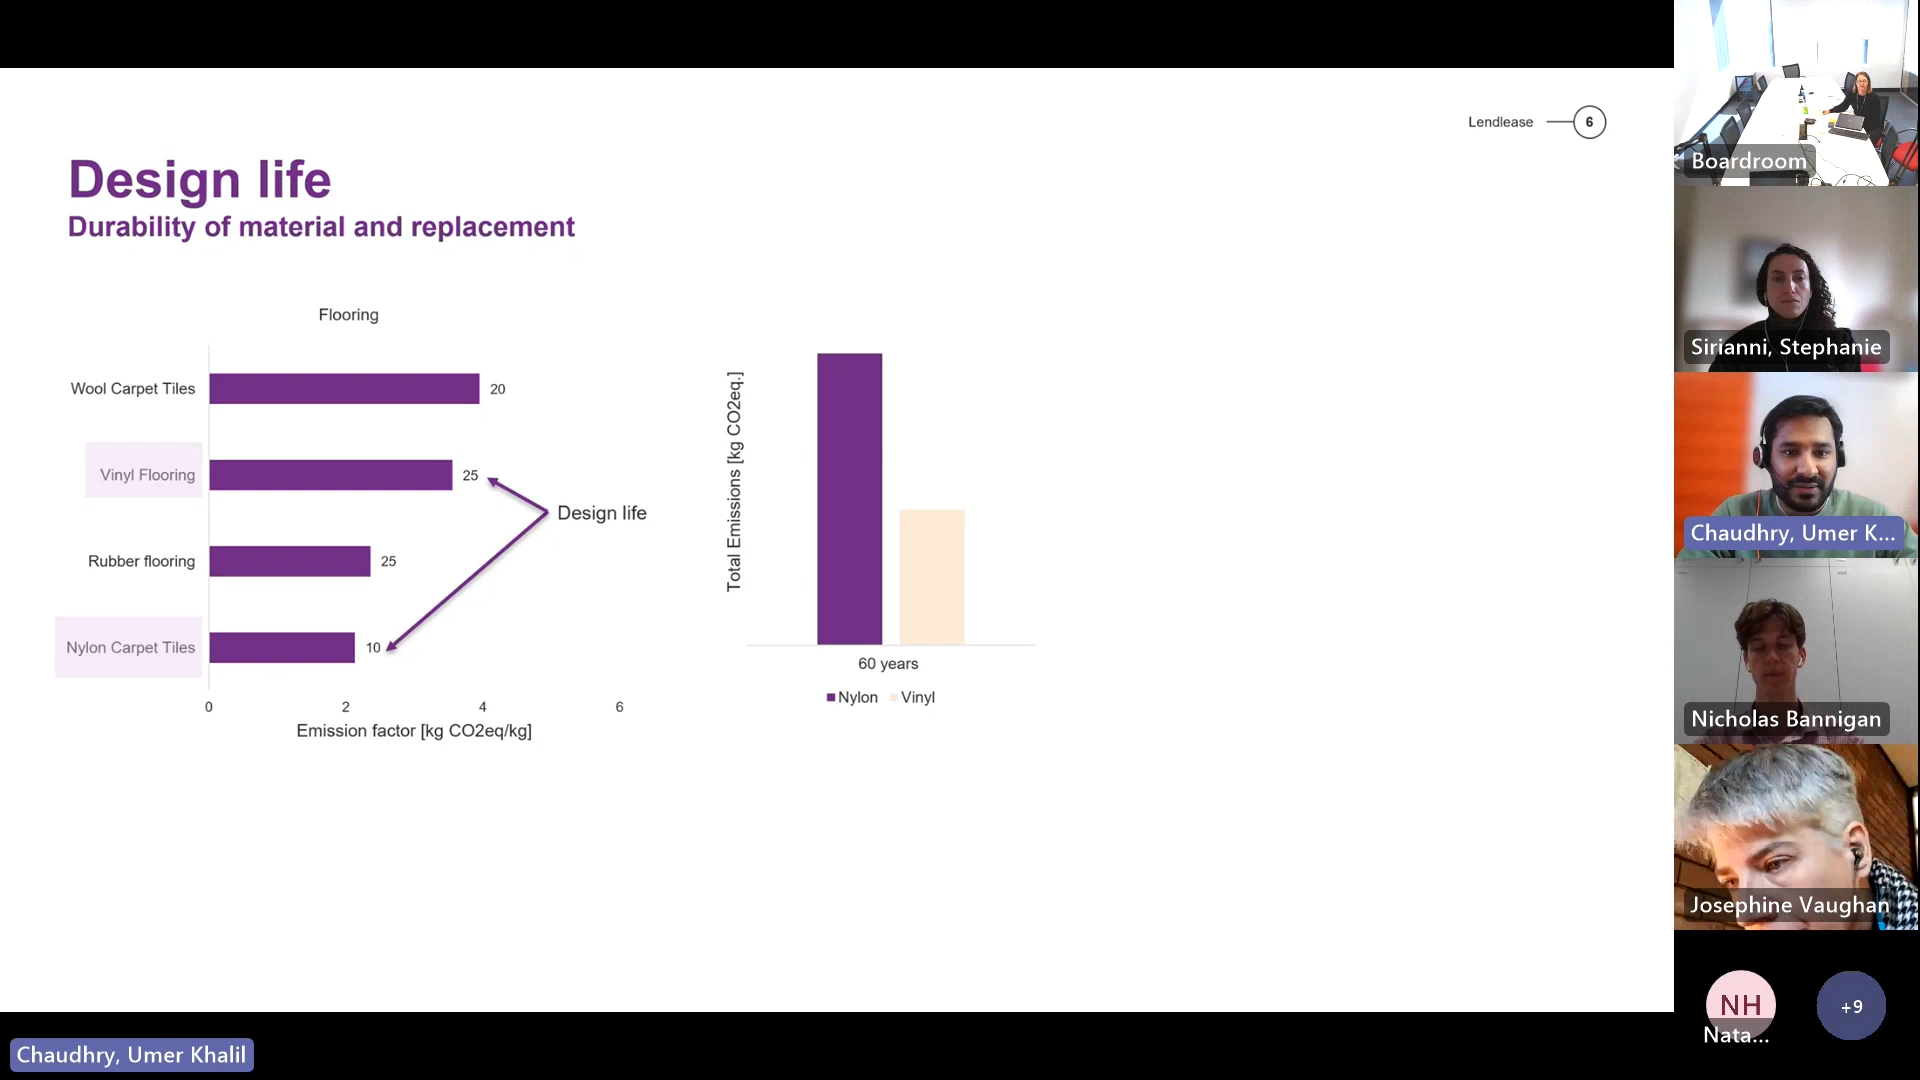 Lendlease
6
Design life
Durability of material and replacement
Flooring
Wool Carpet Tiles
20
Vinyl Flooring
25
Design life
Rubber flooring
25
Nylon Carpet Tiles
10
0 2 4 6
Emission factor [kg CO2eq/kg]
Total Emissions [kg CO2eq.]
60 years
Nylon Vinyl
Boardroom
Sirianni, Stephanie
Chaudhry, Umer K...
Nicholas Bannigan
Josephine Vaughan
NH
Nata...
+9
Chaudhry, Umer Khalil